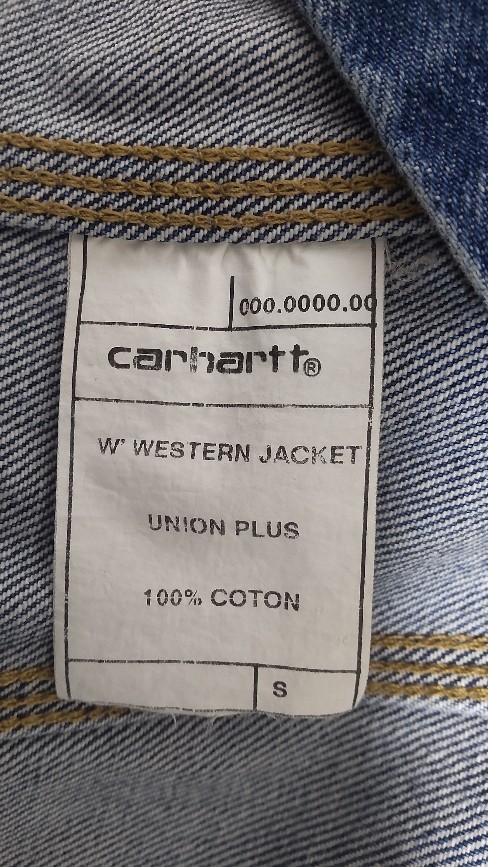 000.0000.00
carhartt®
W' WESTERN JACKET
UNION PLUS
100% COTON
S